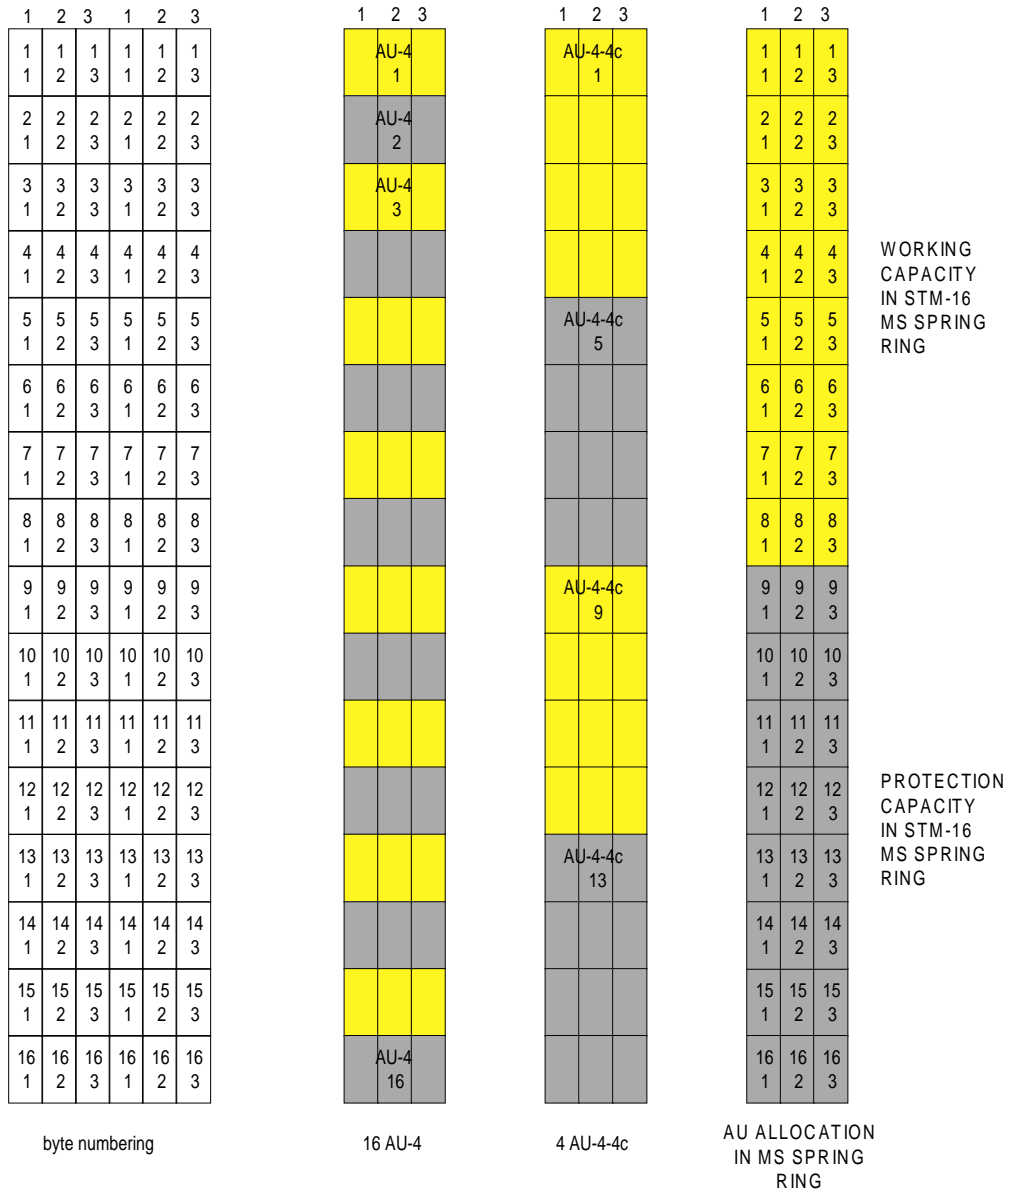 1 2 3 1 2 3
1 1 1 1 1 1
1 2 3 1 2 3
2 2 2 2 2 2
1 2 3 1 2 3
3 3 3 3 3 3
1 2 3 1 2 3
4 4 4 4 4 4
1 2 3 1 2 3
5 5 5 5 5 5
1 2 3 1 2 3
6 6 6 6 6 6
1 2 3 1 2 3
7 7 7 7 7 7
1 2 3 1 2 3
8 8 8 8 8 8
1 2 3 1 2 3
9 9 9 9 9 9
1 2 3 1 2 3
10 10 10 10 10 10
1 2 3 1 2 3
11 11 11 11 11 11
1 2 3 1 2 3
12 12 12 12 12 12
1 2 3 1 2 3
13 13 13 13 13 13
1 2 3 1 2 3
14 14 14 14 14 14
1 2 3 1 2 3
15 15 15 15 15 15
1 2 3 1 2 3
16 16 16 16 16 16
1 2 3 1 2 3
byte numbering
1 2 3
AU-4
1
AU-4
2
AU-4
3
AU-4
16
16 AU-4
1 2 3
AU-4-4c
1
AU-4-4c
5
AU-4-4c
9
AU-4-4c
13
4 AU-4-4c
1 2 3
1 1 1
1 2 3
2 2 2
1 2 3
3 3 3
1 2 3
4 4 4
1 2 3
5 5 5
1 2 3
6 6 6
1 2 3
7 7 7
1 2 3
8 8 8
1 2 3
9 9 9
1 2 3
10 10 10
1 2 3
11 11 11
1 2 3
12 12 12
1 2 3
13 13 13
1 2 3
14 14 14
1 2 3
15 15 15
1 2 3
16 16 16
1 2 3
AU ALLOCATION
IN MS SPRING
RING
WORKING
CAPACITY
IN STM-16
MS SPRING
RING
PROTECTION
CAPACITY
IN STM-16
MS SPRING
RING